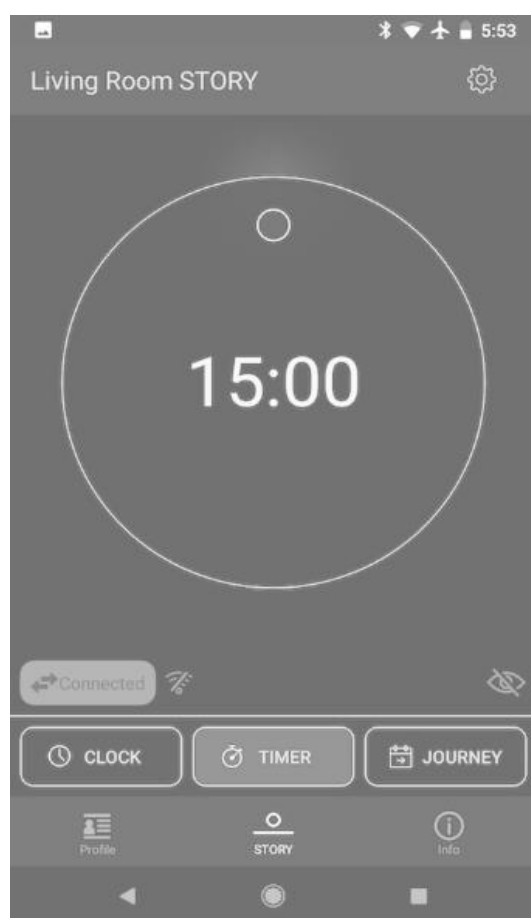 5:53
Living Room STORY
15:00
Connected
CLOCK TIMER JOURNEY
Profile STORY Info